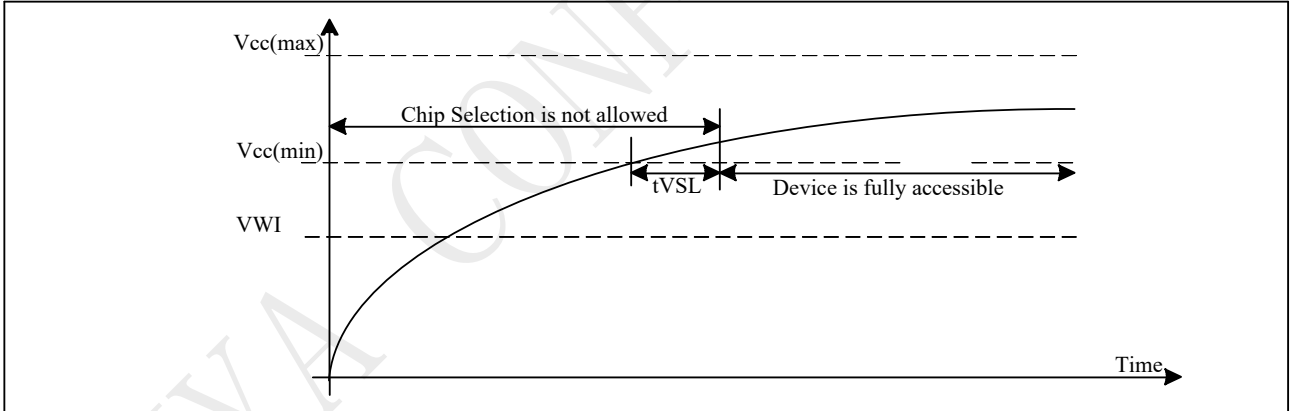 Vcc(max)
Chip Selection is not allowed
Vcc(min)
tVSL
Device is fully accessible
VWI
Time